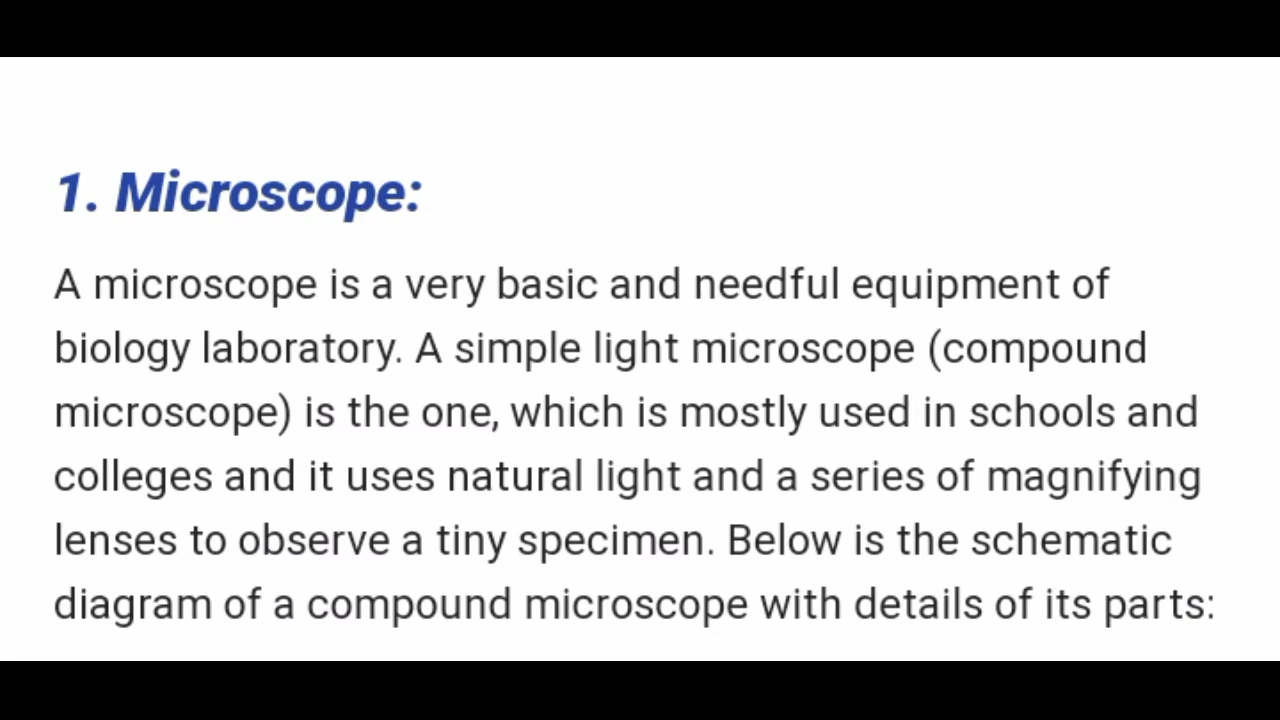 1. Microscope:
A microscope is a very basic and needful equipment of
biology laboratory. A simple light microscope (compound
microscope) is the one, which is mostly used in schools and
colleges and it uses natural light and a series of magnifying
lenses to observe a tiny specimen. Below is the schematic
diagram of a compound microscope with details of its parts: